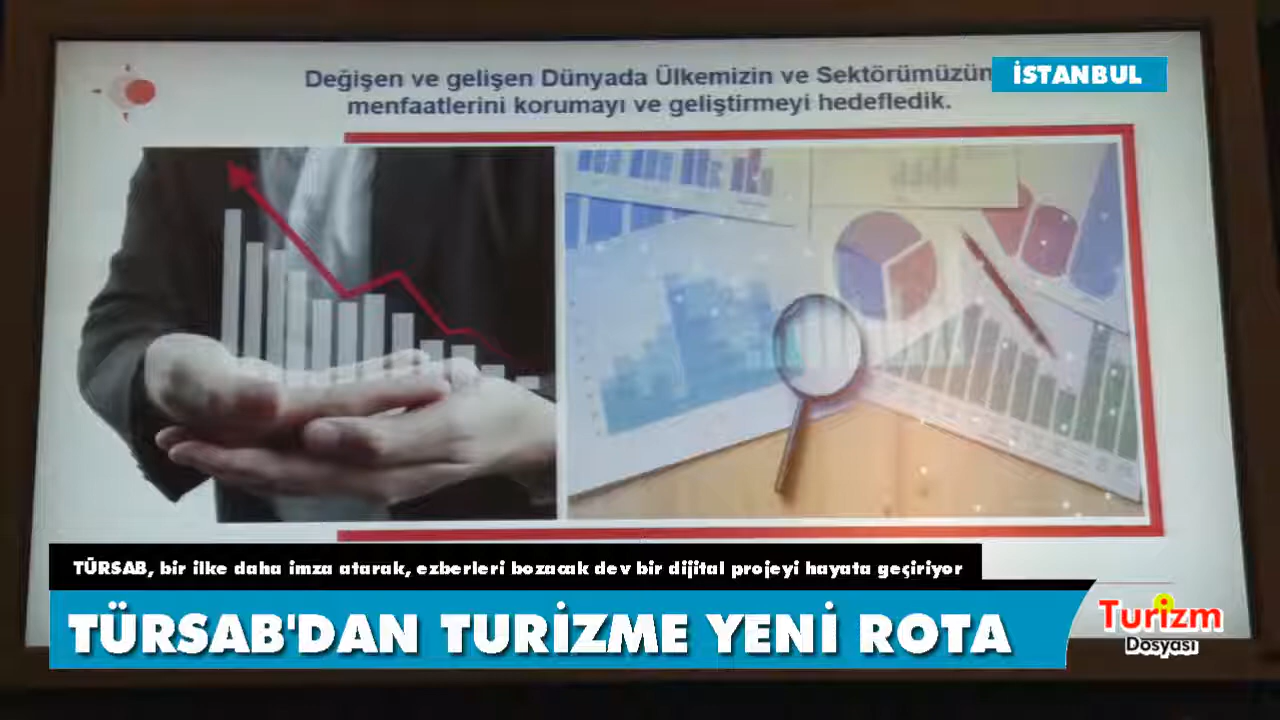 Değişen ve gelişen Dünyada Ülkemizin ve Sektörümüzün
menfaatlerini korumayı ve geliştirmeyi hedefledik.
İSTANBUL
TÜRSAB, bir ilke daha imza atarak, ezberleri bozacak dev bir dijital projeyi hayata geçiriyor
TÜRSAB'DAN TURİZME YENİ ROTA
Turizm
Dosyası